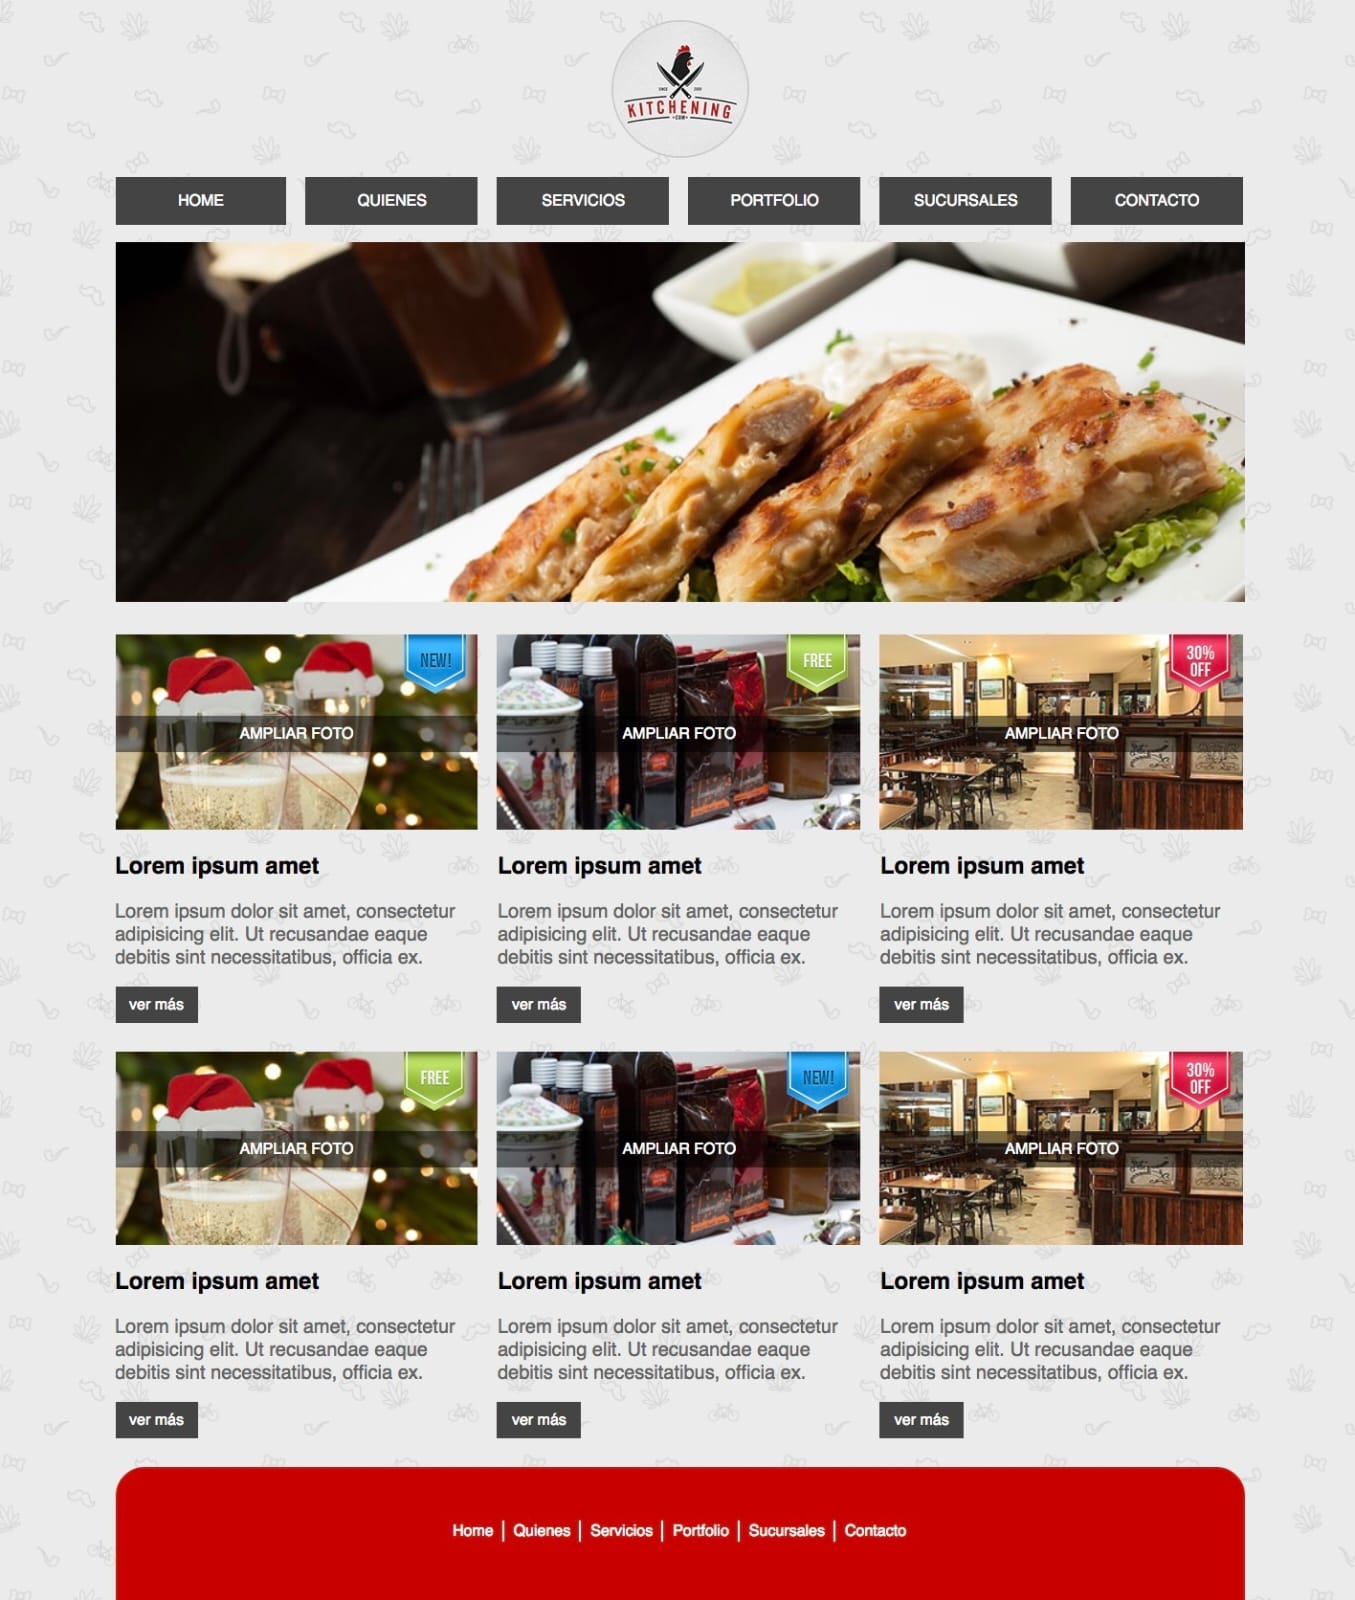 SINCE 2009
KITCHENING
•COM•
HOME
QUIENES
SERVICIOS
PORTFOLIO
SUCURSALES
CONTACTO
NEW!
AMPLIAR FOTO
FREE
AMPLIAR FOTO
30%
OFF
AMPLIAR FOTO
Lorem ipsum amet
Lorem ipsum dolor sit amet, consectetur
adipisicing elit. Ut recusandae eaque
debitis sint necessitatibus, officia ex.
ver más
Lorem ipsum amet
Lorem ipsum dolor sit amet, consectetur
adipisicing elit. Ut recusandae eaque
debitis sint necessitatibus, officia ex.
ver más
Lorem ipsum amet
Lorem ipsum dolor sit amet, consectetur
adipisicing elit. Ut recusandae eaque
debitis sint necessitatibus, officia ex.
ver más
FREE
AMPLIAR FOTO
NEW!
AMPLIAR FOTO
30%
OFF
AMPLIAR FOTO
Lorem ipsum amet
Lorem ipsum dolor sit amet, consectetur
adipisicing elit. Ut recusandae eaque
debitis sint necessitatibus, officia ex.
ver más
Lorem ipsum amet
Lorem ipsum dolor sit amet, consectetur
adipisicing elit. Ut recusandae eaque
debitis sint necessitatibus, officia ex.
ver más
Lorem ipsum amet
Lorem ipsum dolor sit amet, consectetur
adipisicing elit. Ut recusandae eaque
debitis sint necessitatibus, officia ex.
ver más
Home | Quienes | Servicios | Portfolio | Sucursales | Contacto